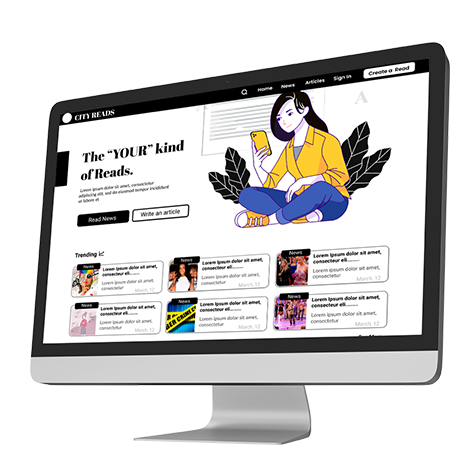 CITY READS
Home News Articles Sign in Create a Read
A
The "YOUR" kind
of Reads.
Lorem ipsum dolor sit amet, consectetur
adipiscing elit, sed do eiusmod tempor incididunt
ut labore et
Read News Write an article
Trending
News
Lorem ipsum dolor sit amet,
consecteur eli..........
Lorem ipsum dolor sit amet,
consectetur
March, 12
News
Lorem ipsum dolor sit amet,
consecteur eli..........
Lorem ipsum dolor sit amet,
consectetur
March, 12
News
Lorem ipsum dolor sit amet,
consecteur eli..........
Lorem ipsum dolor sit amet,
consectetur
March, 12
News
Lorem ipsum dolor sit amet,
consecteur eli..........
Lorem ipsum dolor sit amet,
consectetur
March, 12
News
Lorem ipsum dolor sit amet,
consecteur eli..........
Lorem ipsum dolor sit amet,
consectetur
March, 12
News
Lorem ipsum dolor sit amet,
consecteur eli..........
Lorem ipsum dolor sit amet,
consectetur
March, 12